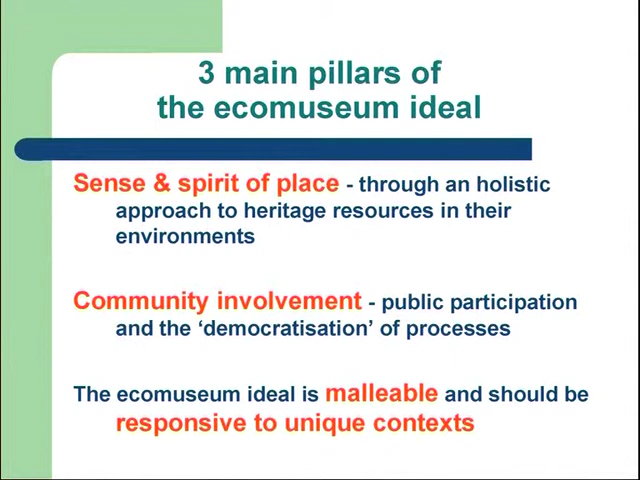 3 main pillars of
the ecomuseum ideal
Sense & spirit of place - through an holistic
approach to heritage resources in their
environments
Community involvement - public participation
and the ‘democratisation’ of processes
The ecomuseum ideal is malleable and should be
responsive to unique contexts